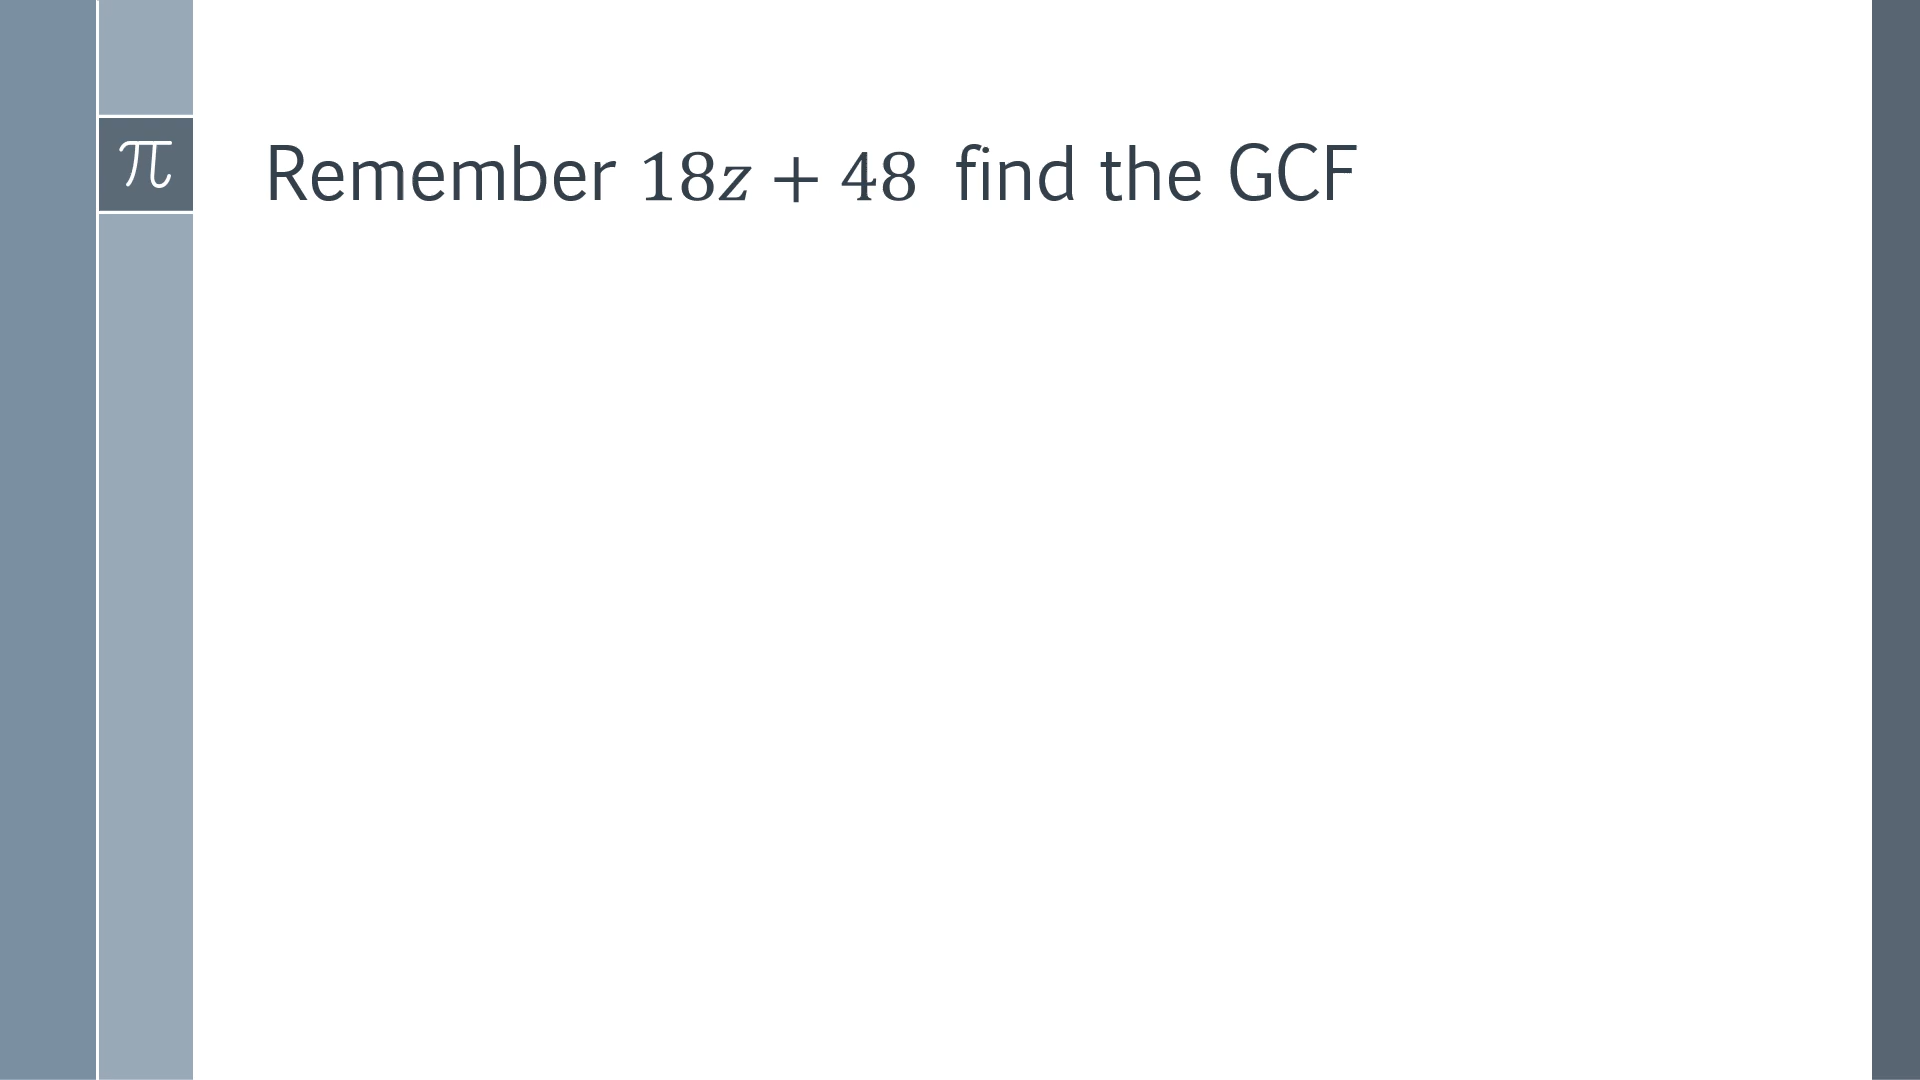 π
Remember 18z + 48 find the GCF